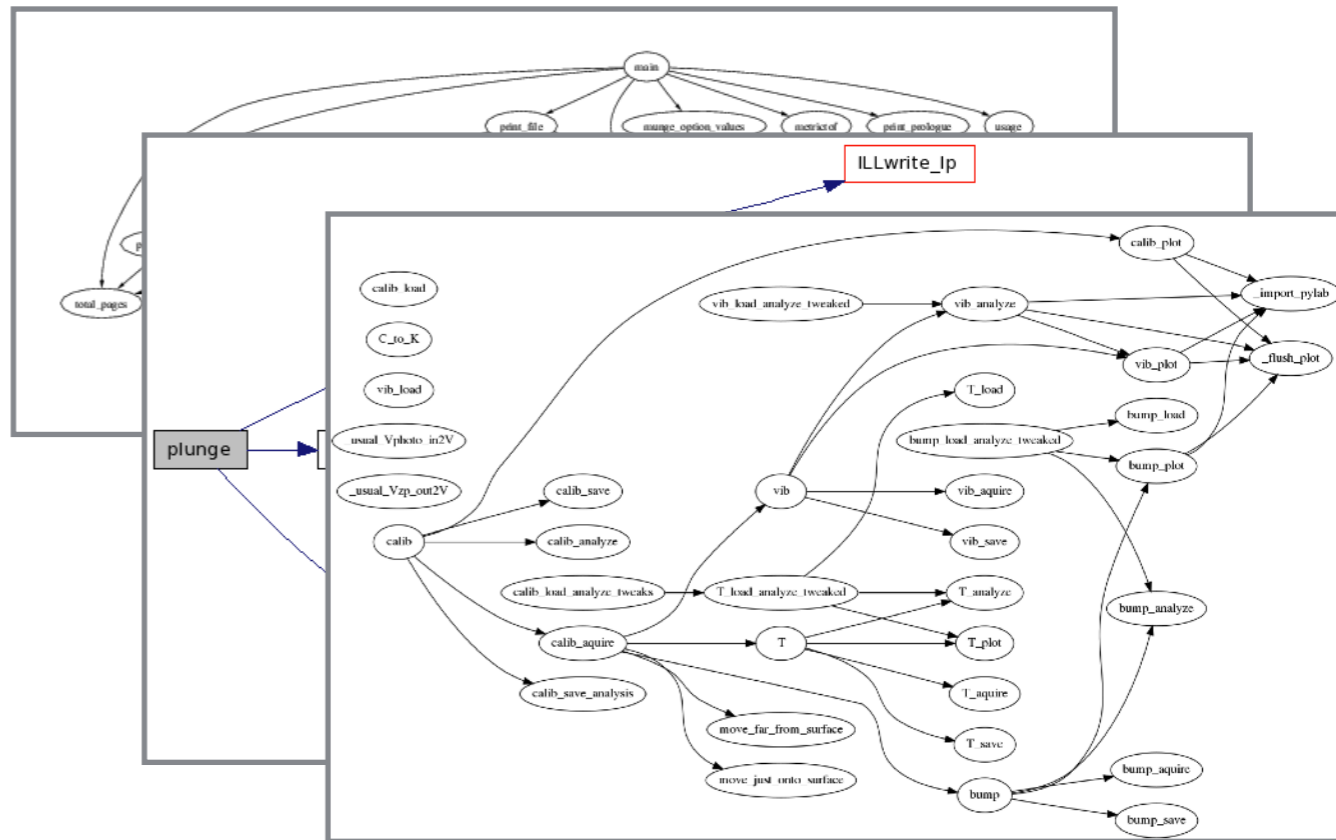 main
print_file
munge_option_values
metrictof
print_prologue
usage
total_pages
ILLwrite_lp
plunge
calib_load
C_to_K
vib_load
_usual_Vphoto_in2V
_usual_Vzp_out2V
calib
calib_save
calib_analyze
calib_load_analyze_tweaks
calib_aquire
calib_save_analysis
vib_load_analyze_tweaked
vib
T_load_analyze_tweaked
T
move_far_from_surface
move_just_onto_surface
vib_analyze
T_load
bump_load_analyze_tweaked
vib_aquire
vib_save
T_analyze
T_plot
T_aquire
T_save
bump
calib_plot
vib_plot
bump_load
bump_plot
bump_analyze
bump_aquire
bump_save
_import_pylab
_flush_plot